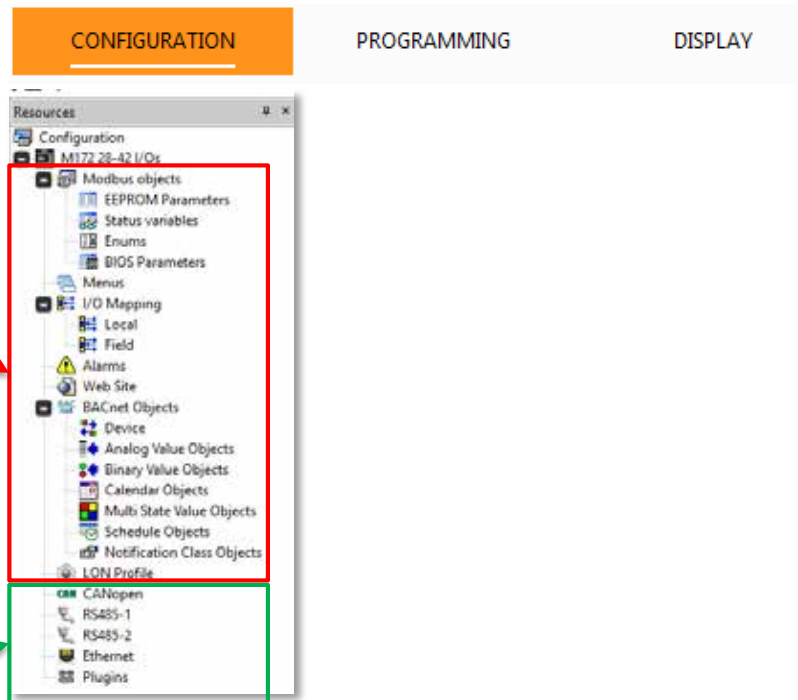 CONFIGURATION PROGRAMMING DISPLAY
Resources
Configuration
M172 28-42 I/Os
Modbus objects
EEPROM Parameters
Status variables
Enums
BIOS Parameters
Menus
I/O Mapping
Local
Field
Alarms
Web Site
BACnet Objects
Device
Analog Value Objects
Binary Value Objects
Calendar Objects
Multi State Value Objects
Schedule Objects
Notification Class Objects
LON Profile
CANopen
RS485-1
RS485-2
Ethernet
Plugins